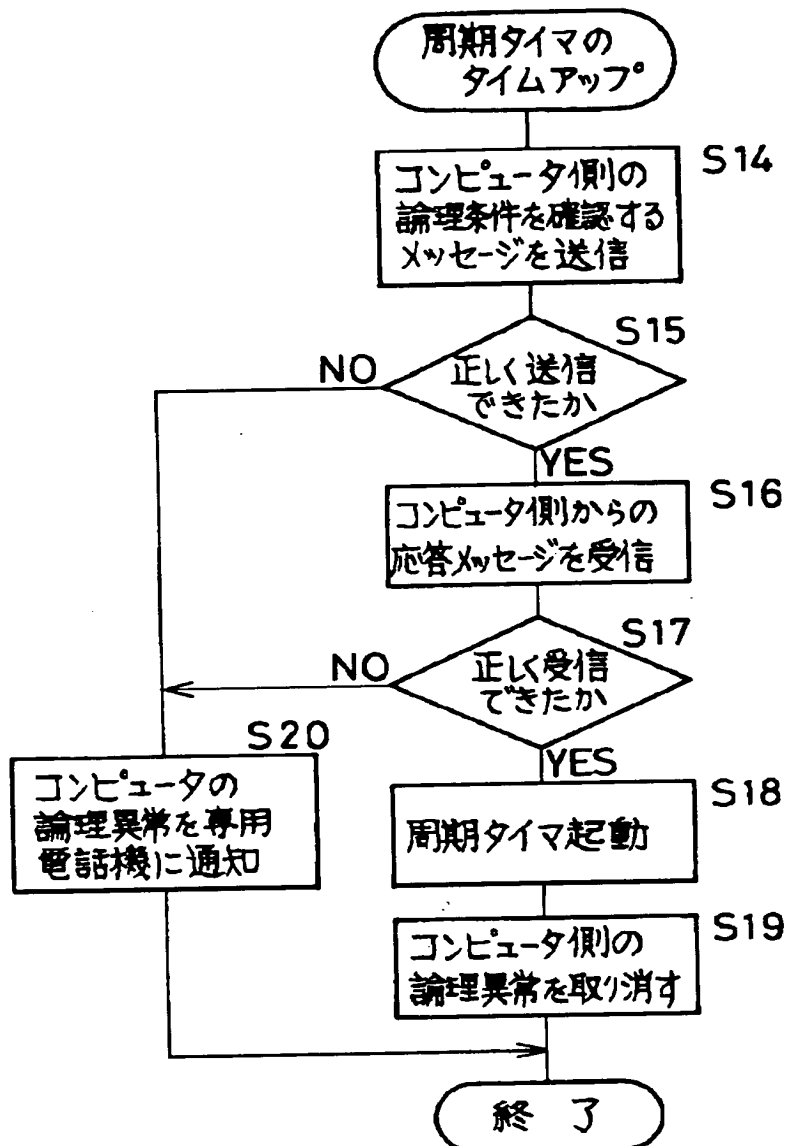 周期タイマの
タイムアップ
S14
コンピュータ側の
論理条件を確認する
メッセージを送信
S15
NO
正しく送信
できたか
YES
S16
コンピュータ側からの
応答メッセージを受信
S17
NO
正しく受信
できたか
S20
YES
コンピュータの
論理異常を専用
電話機に通知
S18
周期タイマ起動
S19
コンピュータ側の
論理異常を取り消す
終 了